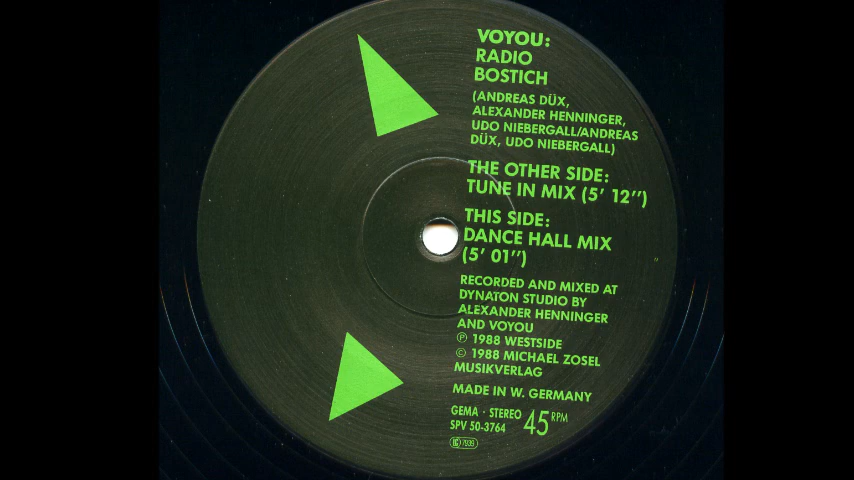 VOYOU:
RADIO
BOSTICH
(ANDREAS DÜX,
ALEXANDER HENNINGER,
UDO NIEBERGALL/ANDREAS
DÜX, UDO NIEBERGALL)
THE OTHER SIDE:
TUNE IN MIX (5' 12'')
THIS SIDE:
DANCE HALL MIX
(5' 01'')
RECORDED AND MIXED AT
DYNATON STUDIO BY
ALEXANDER HENNINGER
AND VOYOU
℗ 1988 WESTSIDE
© 1988 MICHAEL ZOSEL
MUSIKVERLAG
MADE IN W. GERMANY
GEMA · STEREO 45 RPM
SPV 50-3764
LC 7939